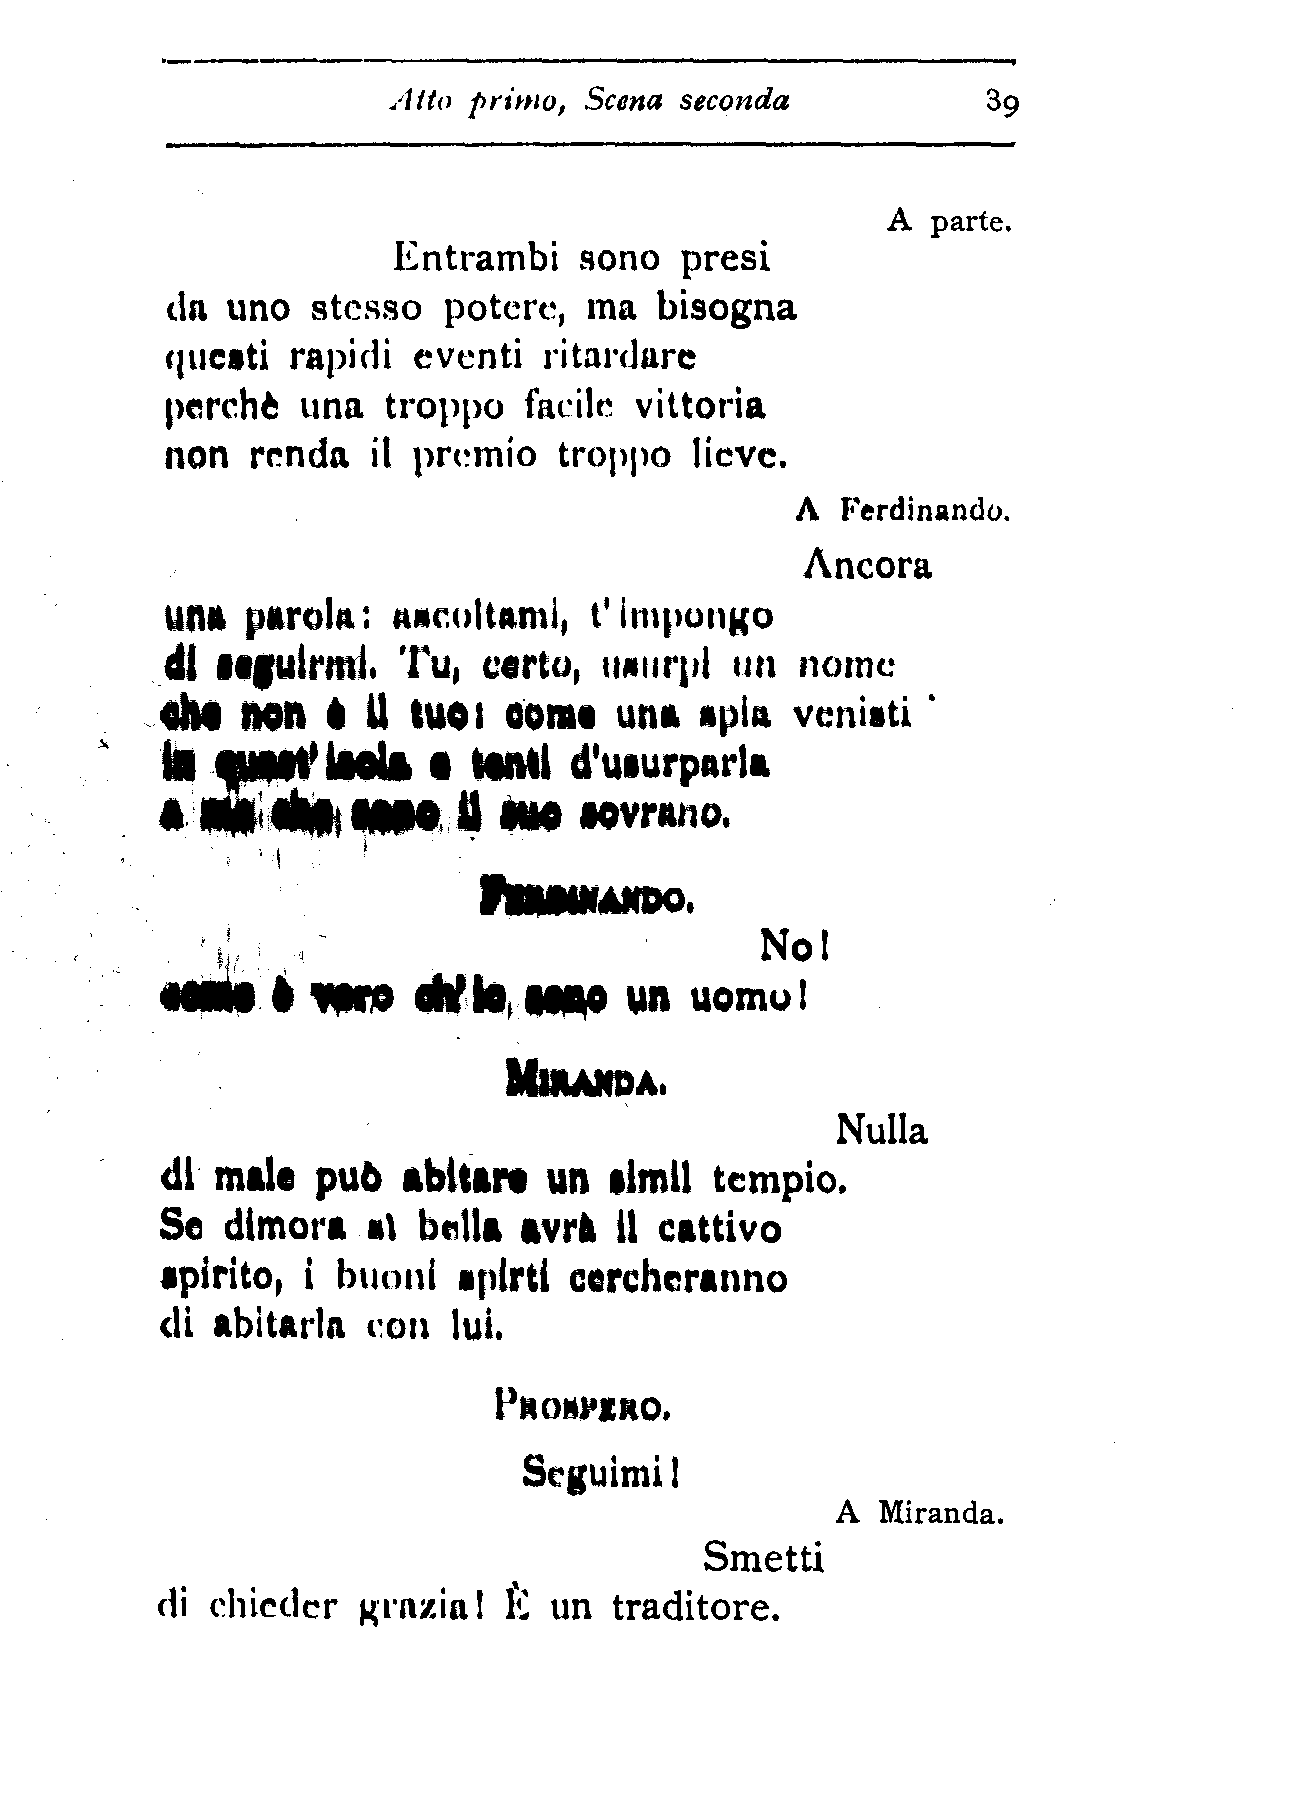 Atto primo, Scena seconda 39
A parte.
Entrambi sono presi
da uno stesso potere, ma bisogna
questi rapidi eventi ritardare
perchè una troppo facile vittoria
non renda il premio troppo lieve.
A Ferdinando.
Ancora
una parola: ascoltami, t'impongo
di seguirmi. Tu, certo, usurpi un nome
che non è il tuo: come una spia venisti
in quest'isola e tenti d'usurparla
a me che sono il suo sovrano.
FERDINANDO.
No!
come è vero ch'io sono un uomo!
MIRANDA.
Nulla
di male può abitare un simil tempio.
Se dimora sì bella avrà il cattivo
spirito, i buoni spirti cercheranno
di abitarla con lui.
PROSPERO.
Seguimi!
A Miranda.
Smetti
di chieder grazia! È un traditore.